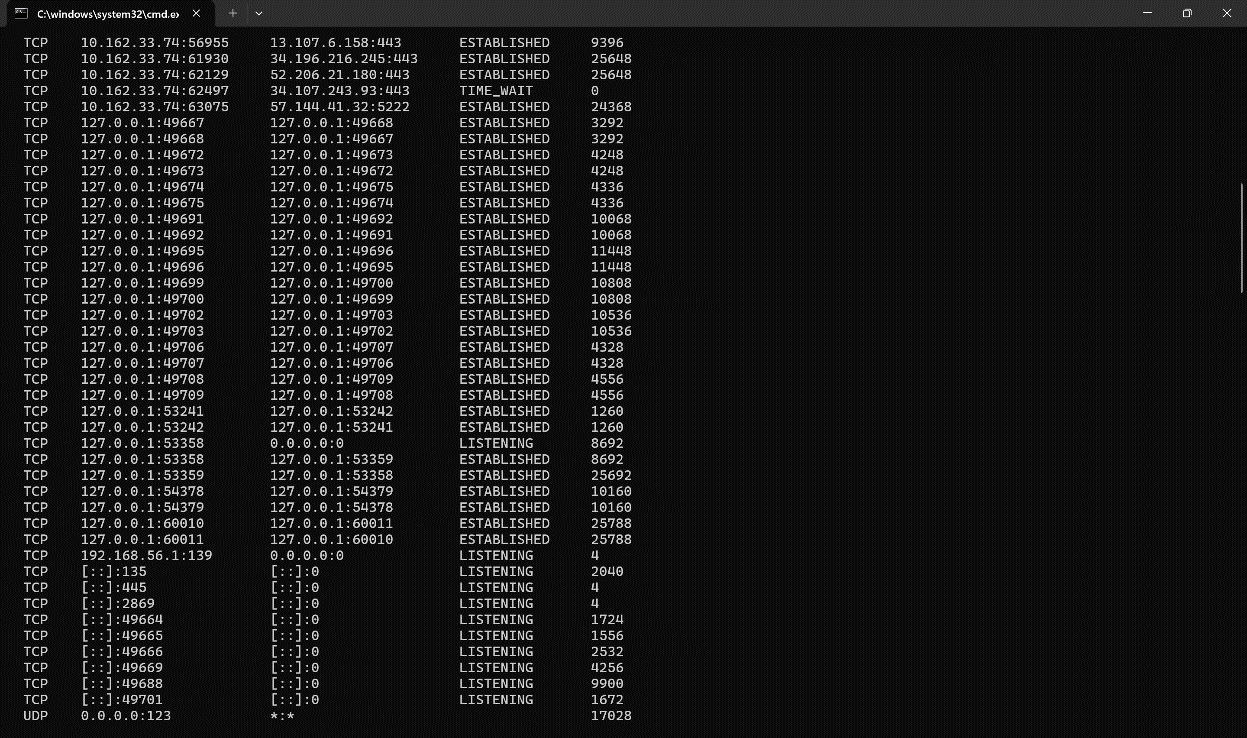 C:\windows\system32\cmd.ex
TCP 10.162.33.74:56955 13.107.6.158:443 ESTABLISHED 9396
TCP 10.162.33.74:61930 34.196.216.245:443 ESTABLISHED 25648
TCP 10.162.33.74:62129 52.206.21.180:443 ESTABLISHED 25648
TCP 10.162.33.74:62497 34.107.243.93:443 TIME_WAIT 0
TCP 10.162.33.74:63075 57.144.41.32:5222 ESTABLISHED 24368
TCP 127.0.0.1:49667 127.0.0.1:49668 ESTABLISHED 3292
TCP 127.0.0.1:49668 127.0.0.1:49667 ESTABLISHED 3292
TCP 127.0.0.1:49672 127.0.0.1:49673 ESTABLISHED 4248
TCP 127.0.0.1:49673 127.0.0.1:49672 ESTABLISHED 4248
TCP 127.0.0.1:49674 127.0.0.1:49675 ESTABLISHED 4336
TCP 127.0.0.1:49675 127.0.0.1:49674 ESTABLISHED 4336
TCP 127.0.0.1:49691 127.0.0.1:49692 ESTABLISHED 10068
TCP 127.0.0.1:49692 127.0.0.1:49691 ESTABLISHED 10068
TCP 127.0.0.1:49695 127.0.0.1:49696 ESTABLISHED 11448
TCP 127.0.0.1:49696 127.0.0.1:49695 ESTABLISHED 11448
TCP 127.0.0.1:49699 127.0.0.1:49700 ESTABLISHED 10808
TCP 127.0.0.1:49700 127.0.0.1:49699 ESTABLISHED 10808
TCP 127.0.0.1:49702 127.0.0.1:49703 ESTABLISHED 10536
TCP 127.0.0.1:49703 127.0.0.1:49702 ESTABLISHED 10536
TCP 127.0.0.1:49706 127.0.0.1:49707 ESTABLISHED 4328
TCP 127.0.0.1:49707 127.0.0.1:49706 ESTABLISHED 4328
TCP 127.0.0.1:49708 127.0.0.1:49709 ESTABLISHED 4556
TCP 127.0.0.1:49709 127.0.0.1:49708 ESTABLISHED 4556
TCP 127.0.0.1:53241 127.0.0.1:53242 ESTABLISHED 1260
TCP 127.0.0.1:53242 127.0.0.1:53241 ESTABLISHED 1260
TCP 127.0.0.1:53358 0.0.0.0:0 LISTENING 8692
TCP 127.0.0.1:53358 127.0.0.1:53359 ESTABLISHED 8692
TCP 127.0.0.1:53359 127.0.0.1:53358 ESTABLISHED 25692
TCP 127.0.0.1:54378 127.0.0.1:54379 ESTABLISHED 10160
TCP 127.0.0.1:54379 127.0.0.1:54378 ESTABLISHED 10160
TCP 127.0.0.1:60010 127.0.0.1:60011 ESTABLISHED 25788
TCP 127.0.0.1:60011 127.0.0.1:60010 ESTABLISHED 25788
TCP 192.168.56.1:139 0.0.0.0:0 LISTENING 4
TCP [::]:135 [::]:0 LISTENING 2040
TCP [::]:445 [::]:0 LISTENING 4
TCP [::]:2869 [::]:0 LISTENING 4
TCP [::]:49664 [::]:0 LISTENING 1724
TCP [::]:49665 [::]:0 LISTENING 1556
TCP [::]:49666 [::]:0 LISTENING 2532
TCP [::]:49669 [::]:0 LISTENING 4256
TCP [::]:49688 [::]:0 LISTENING 9900
TCP [::]:49701 [::]:0 LISTENING 1672
UDP 0.0.0.0:123 *:* 17028